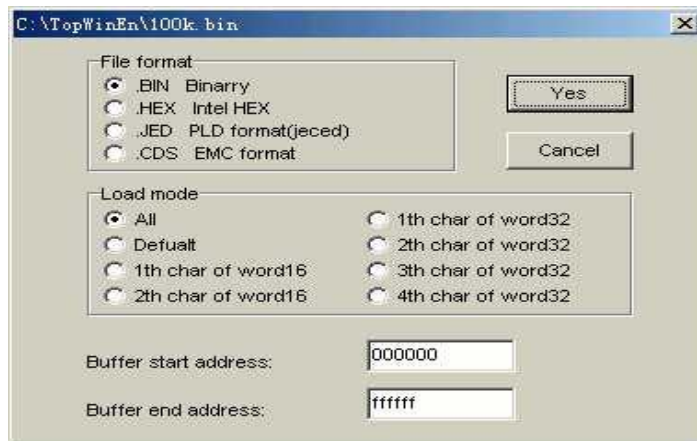 C:\TopWinEn\100k.bin
File format
.BIN Binarry
.HEX Intel HEX
.JED PLD format(jeced)
.CDS EMC format
Yes
Cancel
Load mode
All
Defualt
1th char of word16
2th char of word16
1th char of word32
2th char of word32
3th char of word32
4th char of word32
Buffer start address: 000000
Buffer end address: ffffff